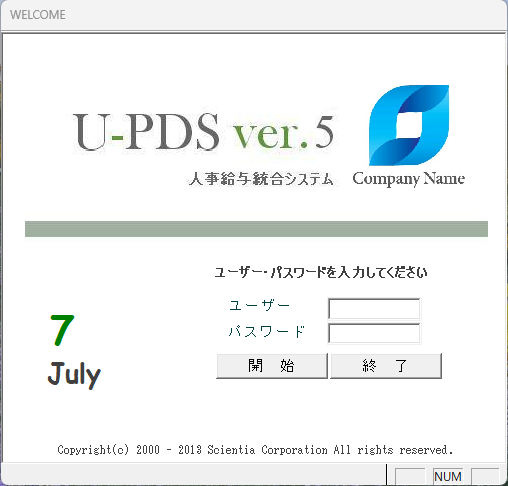 WELCOME
U-PDS ver.5
人事給与統合システム
Company Name
ユーザー・パスワードを入力してください
ユーザー
パスワード
開 始
終 了
7
July
Copyright(c) 2000 - 2013 Scientia Corporation All rights reserved.
NUM